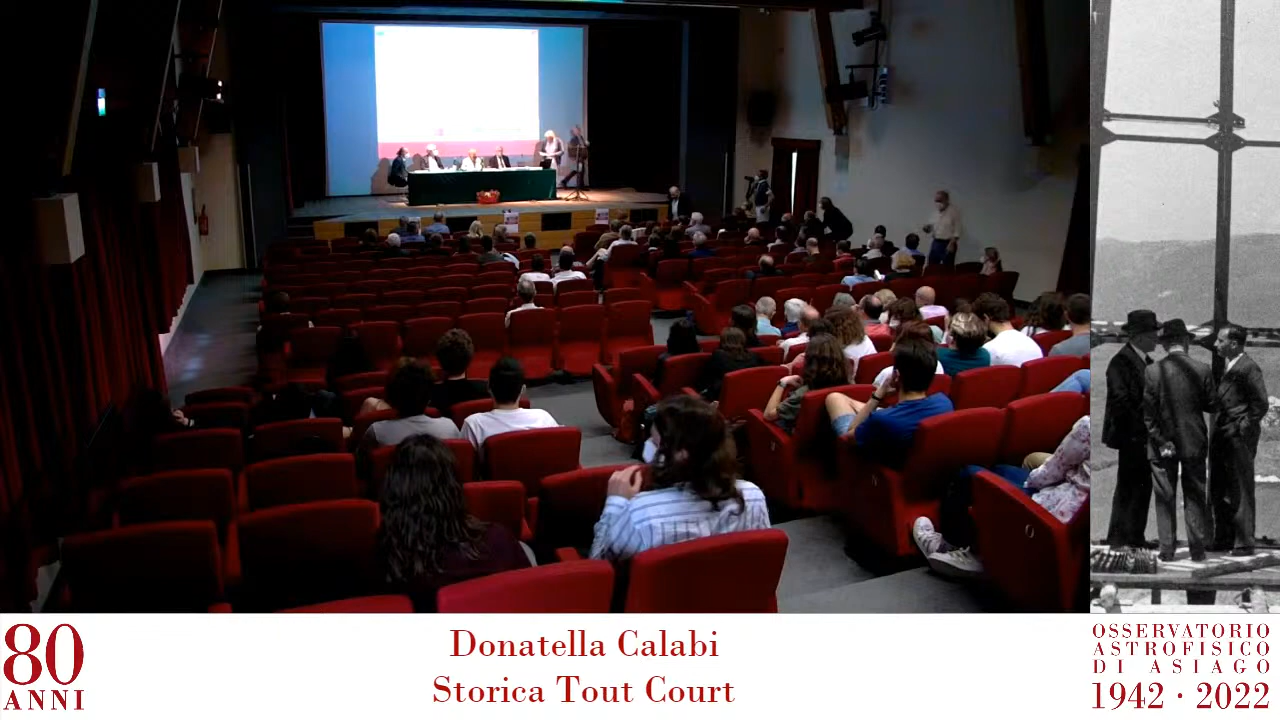 80
ANNI
Donatella Calabi
Storica Tout Court
OSSERVATORIO
ASTROFISICO
DI ASIAGO
1942 · 2022